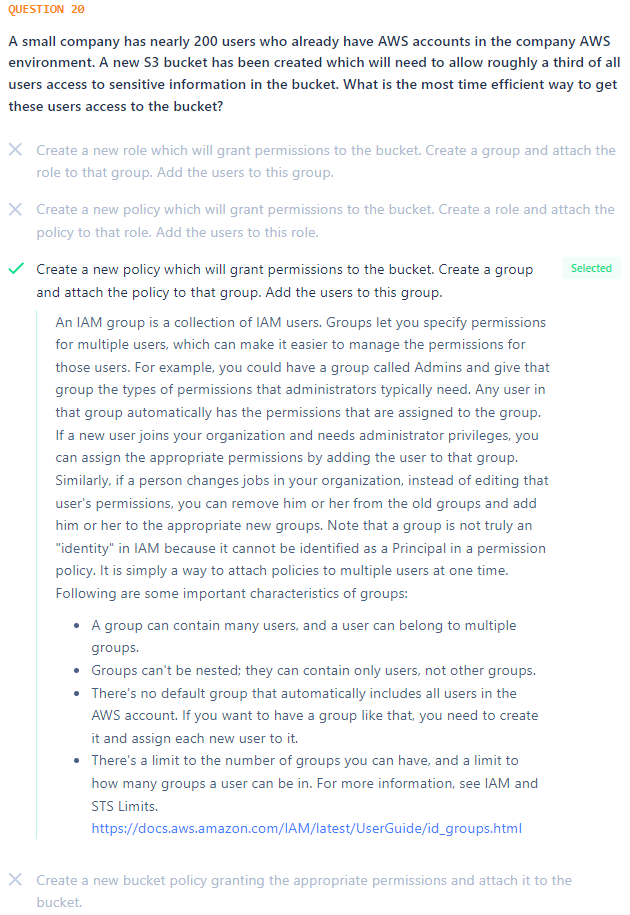 QUESTION 20
A small company has nearly 200 users who already have AWS accounts in the company AWS
environment. A new S3 bucket has been created which will need to allow roughly a third of all
users access to sensitive information in the bucket. What is the most time efficient way to get
these users access to the bucket?
Create a new role which will grant permissions to the bucket. Create a group and attach the
role to that group. Add the users to this group.
Create a new policy which will grant permissions to the bucket. Create a role and attach the
policy to that role. Add the users to this role.
Create a new policy which will grant permissions to the bucket. Create a group
Selected
and attach the policy to that group. Add the users to this group.
An IAM group is a collection of IAM users. Groups let you specify permissions
for multiple users, which can make it easier to manage the permissions for
those users. For example, you could have a group called Admins and give that
group the types of permissions that administrators typically need. Any user in
that group automatically has the permissions that are assigned to the group.
If a new user joins your organization and needs administrator privileges, you
can assign the appropriate permissions by adding the user to that group.
Similarly, if a person changes jobs in your organization, instead of editing that
user's permissions, you can remove him or her from the old groups and add
him or her to the appropriate new groups. Note that a group is not truly an
"identity" in IAM because it cannot be identified as a Principal in a permission
policy. It is simply a way to attach policies to multiple users at one time.
Following are some important characteristics of groups:
A group can contain many users, and a user can belong to multiple
groups.
Groups can't be nested; they can contain only users, not other groups.
There's no default group that automatically includes all users in the
AWS account. If you want to have a group like that, you need to create
it and assign each new user to it.
There's a limit to the number of groups you can have, and a limit to
how many groups a user can be in. For more information, see IAM and
STS Limits.
https://docs.aws.amazon.com/IAM/latest/UserGuide/id_groups.html
Create a new bucket policy granting the appropriate permissions and attach it to the
bucket.